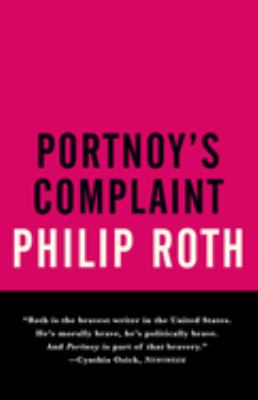 PORTNOY'S
COMPLAINT
PHILIP ROTH
"Roth is the bravest writer in the United States.
He's morally brave, he's politically brave.
And Portnoy is part of that bravery."
—Cynthia Ozick, NEWSWEEK